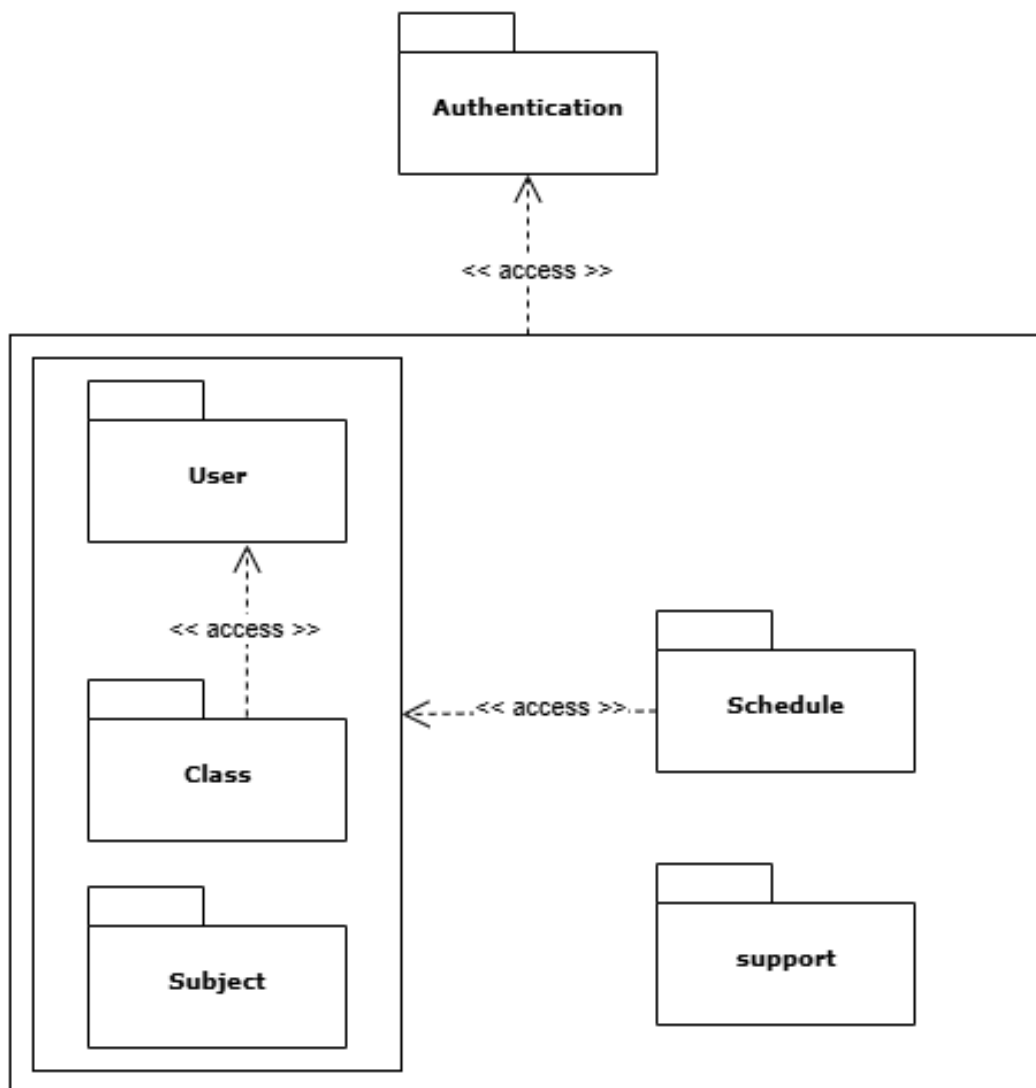 Authentication
<< access >>
User
<< access >>
Class
Subject
<< access >>
Schedule
support